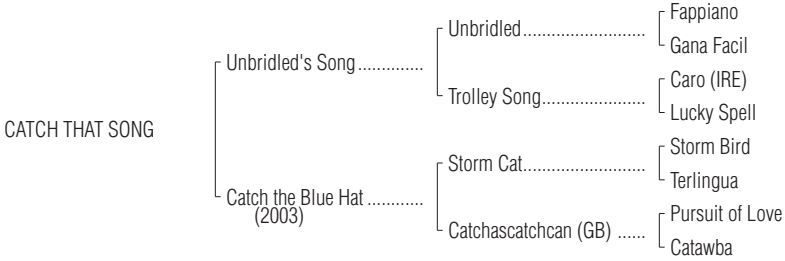 Fappiano
Unbridled..........................
Gana Facil
Unbridled's Song..............
Caro (IRE)
Trolley Song......................
Lucky Spell
CATCH THAT SONG
Storm Bird
Storm Cat..........................
Terlingua
Catch the Blue Hat............
(2003)
Pursuit of Love
Catchascatchcan (GB) ......
Catawba